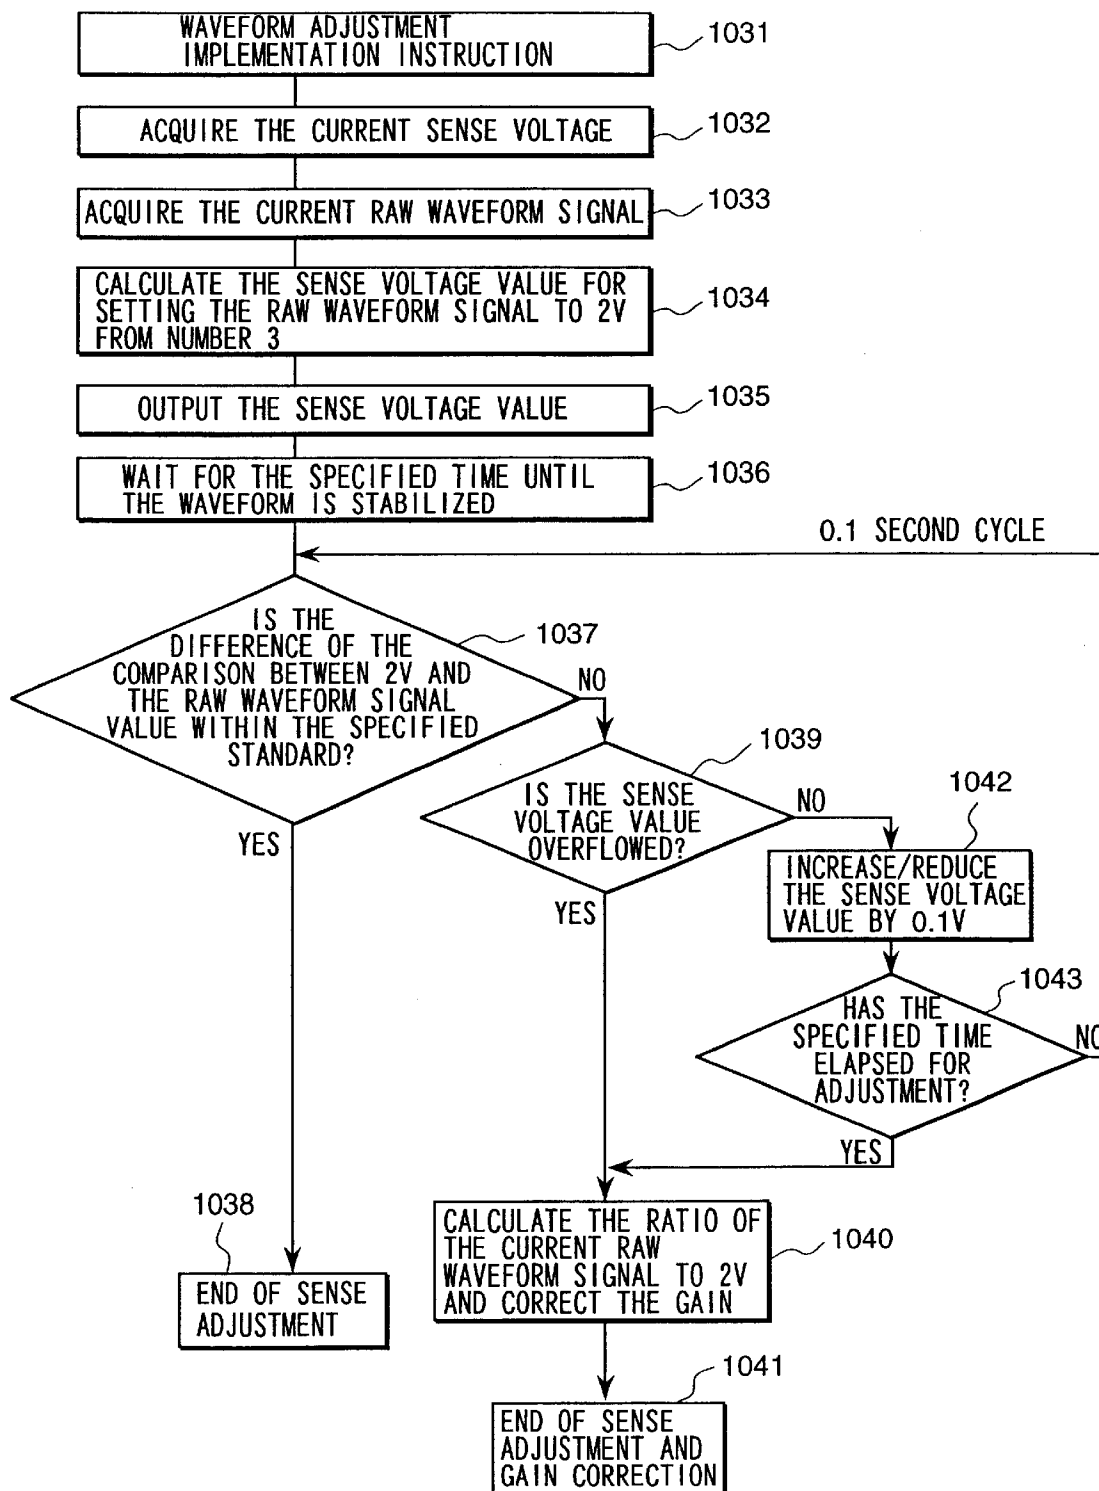 WAVEFORM ADJUSTMENT
IMPLEMENTATION INSTRUCTION
1031
ACQUIRE THE CURRENT SENSE VOLTAGE
1032
ACQUIRE THE CURRENT RAW WAVEFORM SIGNAL
1033
CALCULATE THE SENSE VOLTAGE VALUE FOR
SETTING THE RAW WAVEFORM SIGNAL TO 2V
FROM NUMBER 3
1034
OUTPUT THE SENSE VOLTAGE VALUE
1035
WAIT FOR THE SPECIFIED TIME UNTIL
THE WAVEFORM IS STABILIZED
1036
0.1 SECOND CYCLE
IS THE
DIFFERENCE OF THE
COMPARISON BETWEEN 2V AND
THE RAW WAVEFORM SIGNAL
VALUE WITHIN THE SPECIFIED
STANDARD?
1037
NO
YES
IS THE SENSE
VOLTAGE VALUE
OVERFLOWED?
1039
NO
YES
1042
INCREASE/REDUCE
THE SENSE VOLTAGE
VALUE BY 0.1V
HAS THE
SPECIFIED TIME
ELAPSED FOR
ADJUSTMENT?
1043
NO
YES
1038
END OF SENSE
ADJUSTMENT
CALCULATE THE RATIO OF
THE CURRENT RAW
WAVEFORM SIGNAL TO 2V
AND CORRECT THE GAIN
1040
1041
END OF SENSE
ADJUSTMENT AND
GAIN CORRECTION